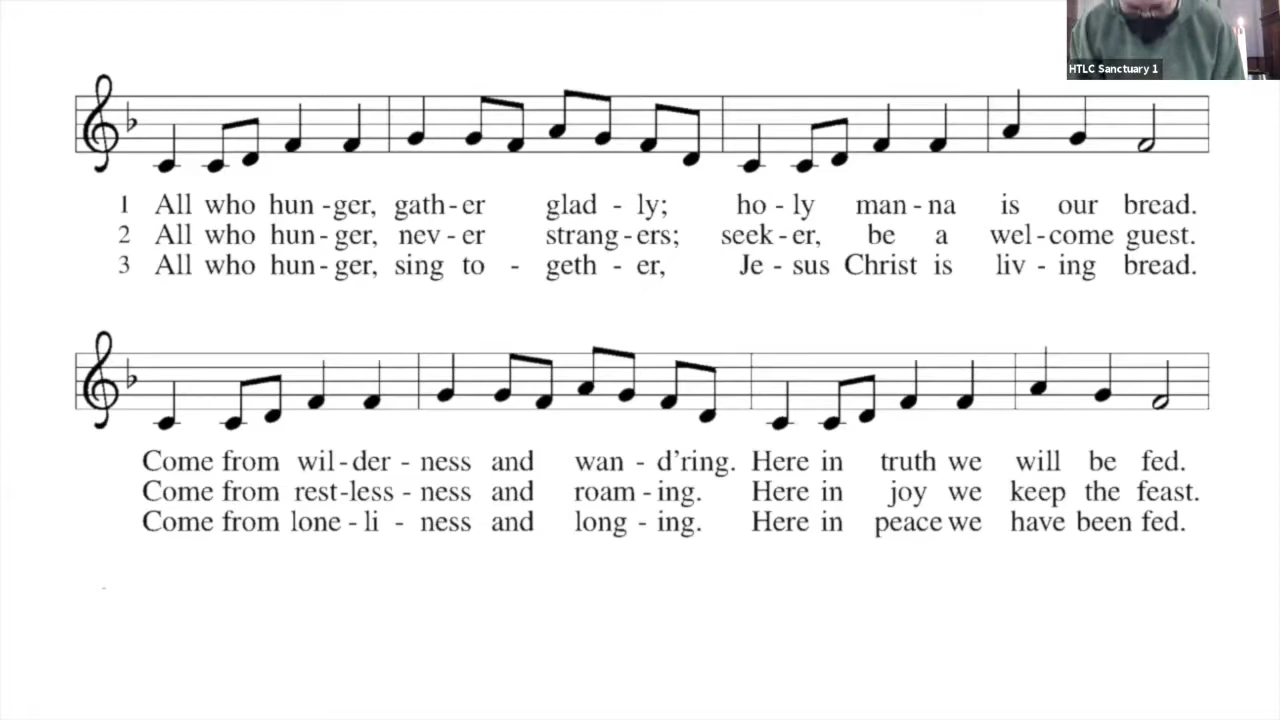 HTLC Sanctuary 1
1 All who hun - ger, gath - er glad - ly; ho - ly man - na is our bread.
2 All who hun - ger, nev - er strang - ers; seek - er, be a wel - come guest.
3 All who hun - ger, sing to - geth - er, Je - sus Christ is liv - ing bread.
Come from wil - der - ness and wan - d'ring. Here in truth we will be fed.
Come from rest - less - ness and roam - ing. Here in joy we keep the feast.
Come from lone - li - ness and long - ing. Here in peace we have been fed.